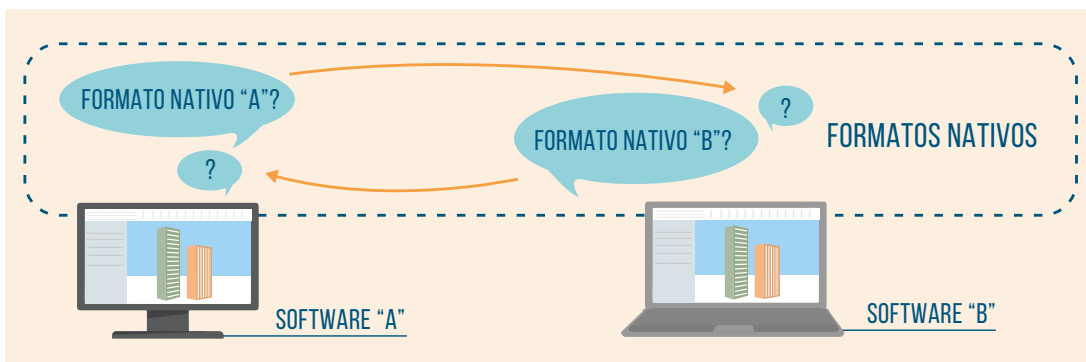 FORMATO NATIVO “A”?
?
FORMATO NATIVO “B”?
?
FORMATOS NATIVOS
SOFTWARE “A”
SOFTWARE “B”